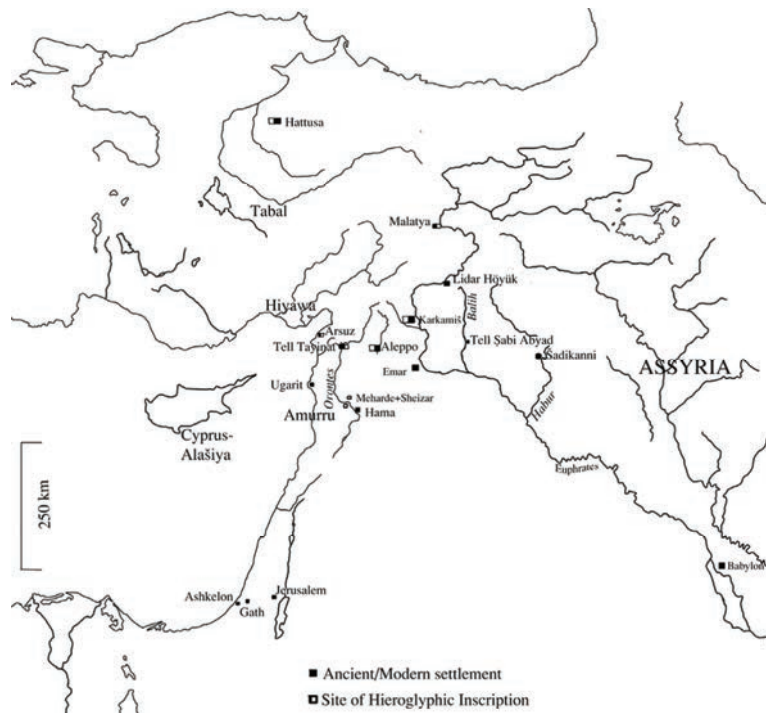 Hattusa
Tabal
Malatya
Lidar Höyük
Balih
Hiyawa
Karkamiš
Arsuz
Tell Tayinat
Aleppo
Tell Ṣabi Abyad
Sadikanni
ASSYRIA
Emar
Ugarit
Orontes
Meharde+Sheizar
Habur
Amurru
Hama
Cyprus-
Alašiya
Euphrates
250 km
Babylon
Ashkelon
Jerusalem
Gath
Ancient/Modern settlement
Site of Hieroglyphic Inscription